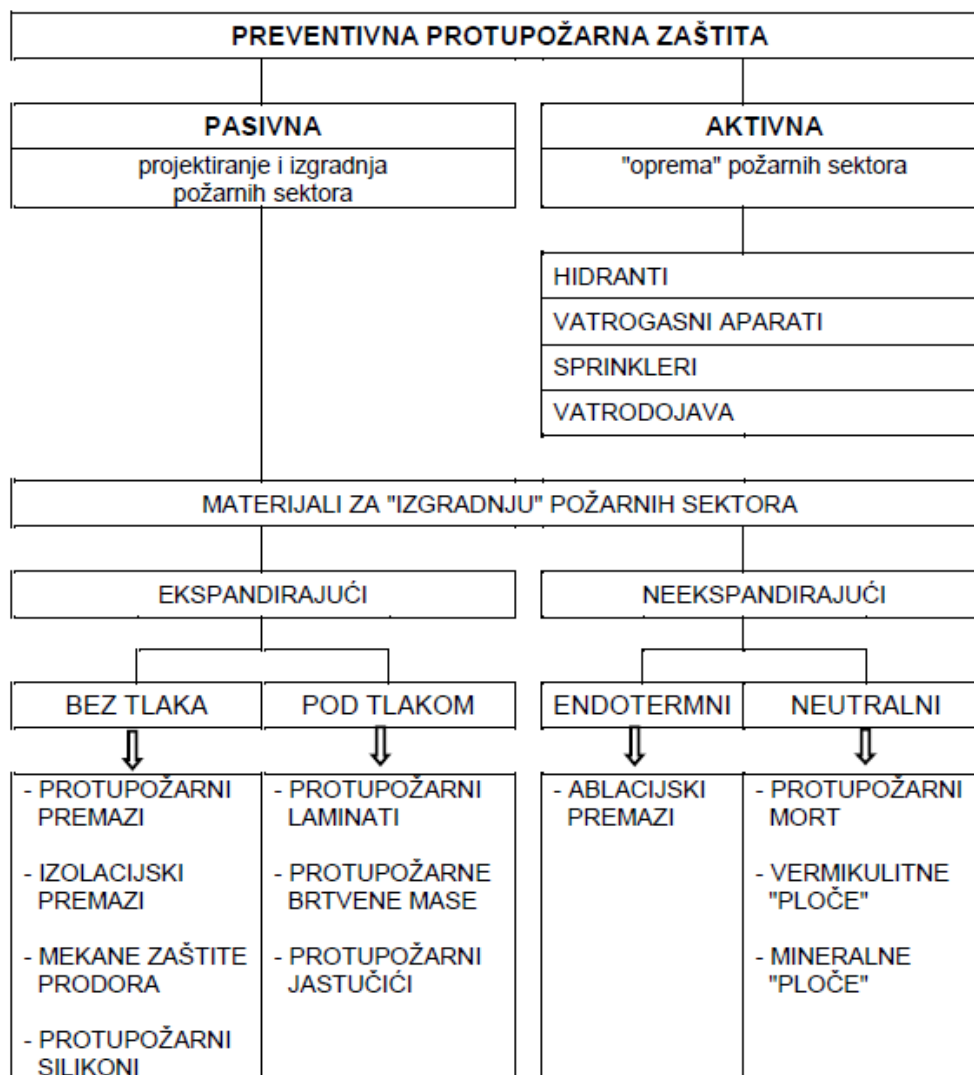 PREVENTIVNA PROTUPOŽARNA ZAŠTITA
PASIVNA
projektiranje i izgradnja
požarnih sektora
AKTIVNA
"oprema" požarnih sektora
HIDRANTI
VATROGASNI APARATI
SPRINKLERI
VATRODOJAVA
MATERIJALI ZA "IZGRADNJU" POŽARNIH SEKTORA
EKSPANDIRAJUĆI
NEEKSPANDIRAJUĆI
BEZ TLAKA
POD TLAKOM
ENDOTERMNI
NEUTRALNI
- PROTUPOŽARNI
PREMAZI
- IZOLACIJSKI
PREMAZI
- MEKANE ZAŠTITE
PRODORA
- PROTUPOŽARNI
SILIKONI
- PROTUPOŽARNI
LAMINATI
- PROTUPOŽARNE
BRTVENE MASE
- PROTUPOŽARNI
JASTUČIĆI
- ABLACIJSKI
PREMAZI
- PROTUPOŽARNI
MORT
- VERMIKULITNE
"PLOČE"
- MINERALNE
"PLOČE"